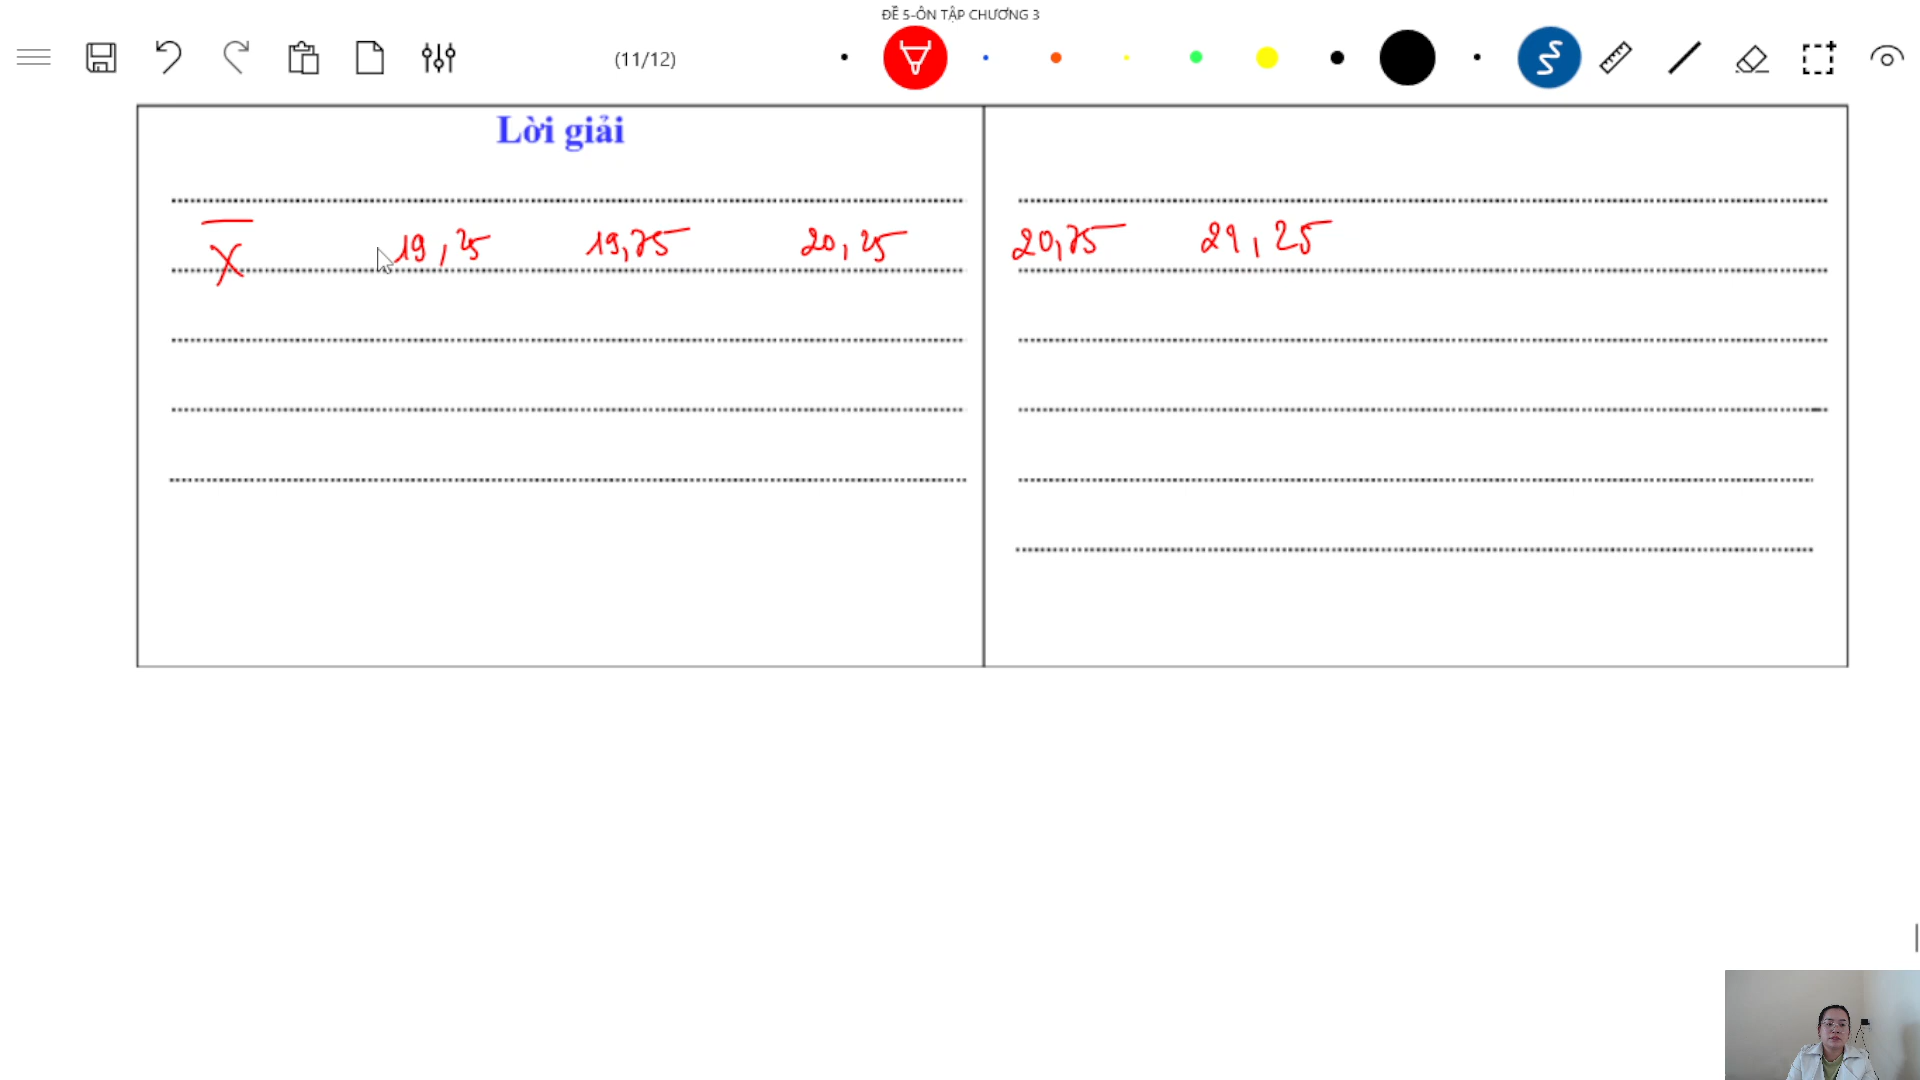 ĐỀ 5-ÔN TẬP CHƯƠNG 3
(11/12)
Lời giải
X 19,25 19,75 20,25 20,75 21,25